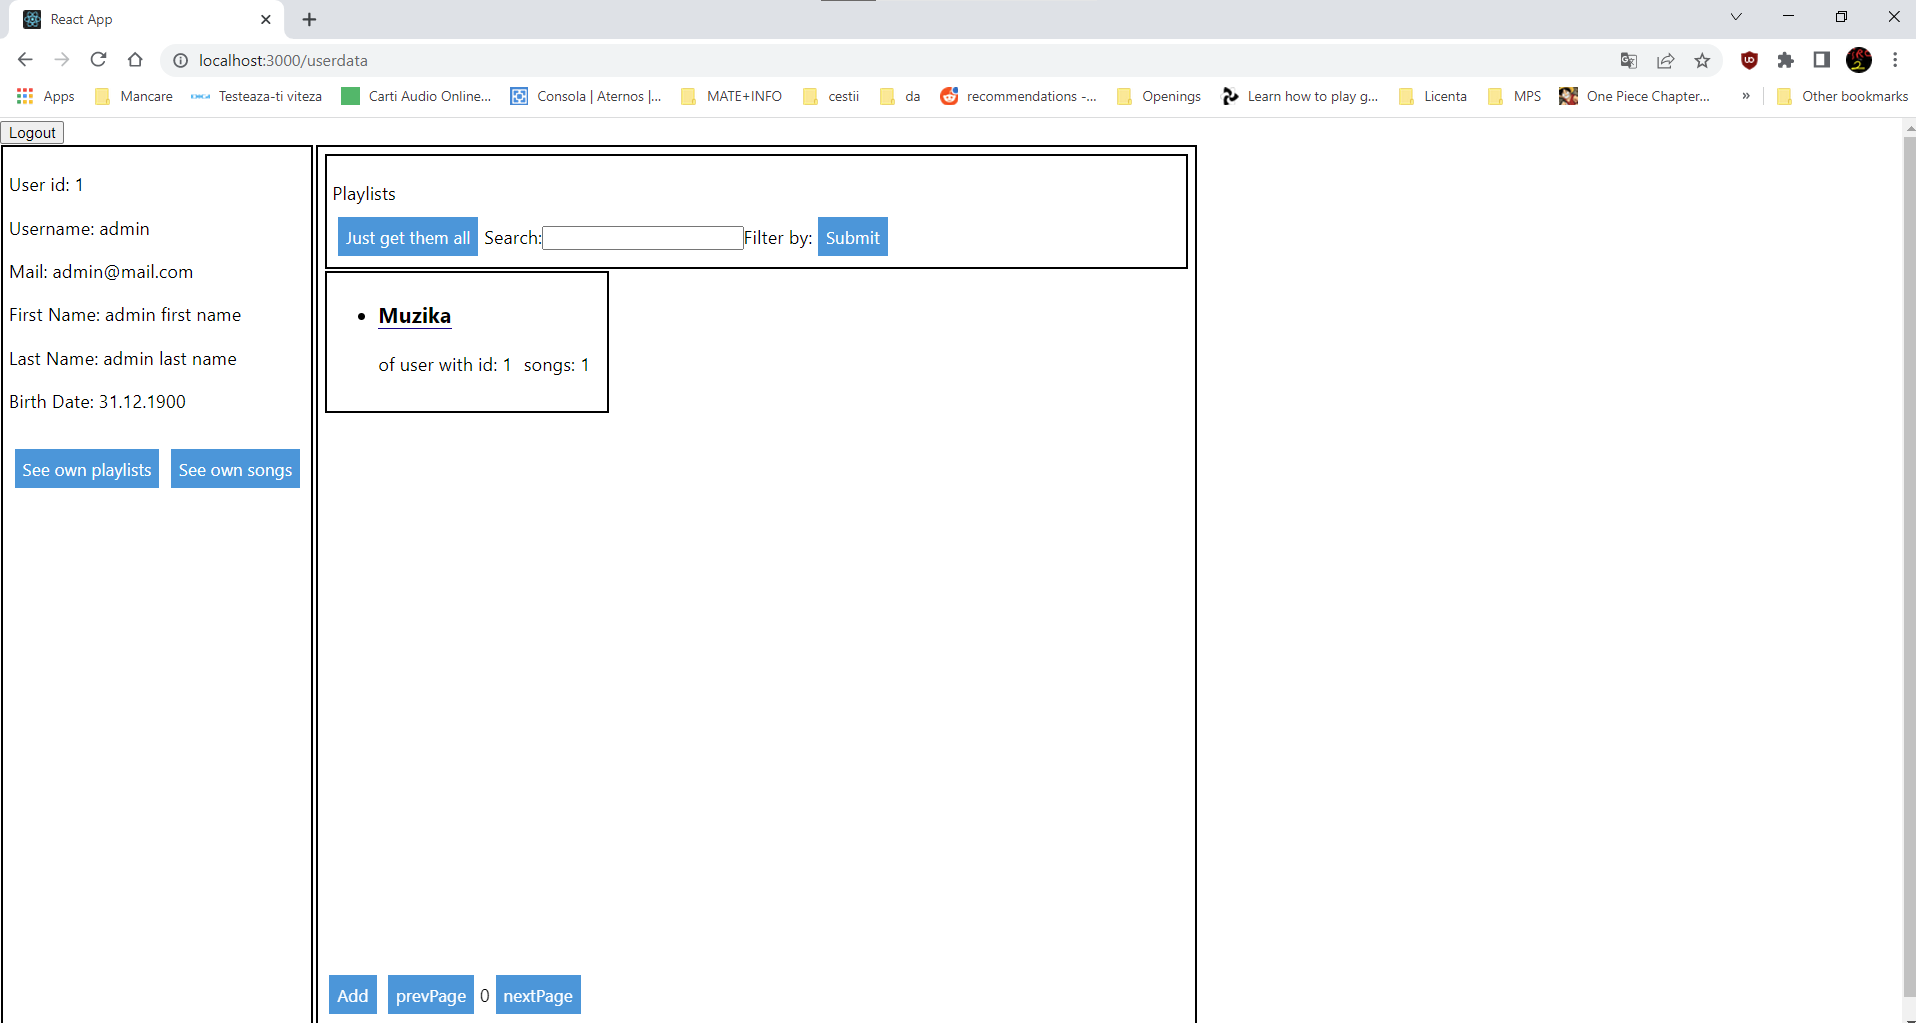 React App
localhost:3000/userdata
Apps Mancare Testeaza-ti viteza Carti Audio Online... Consola | Aternos |... MATE+INFO cestii da recommendations -... Openings Learn how to play g... Licenta MPS One Piece Chapter... » Other bookmarks
Logout
User id: 1
Username: admin
Mail: admin@mail.com
First Name: admin first name
Last Name: admin last name
Birth Date: 31.12.1900
See own playlists See own songs
Playlists
Just get them all Search: Filter by: Submit
Muzika
of user with id: 1 songs: 1
Add prevPage 0 nextPage